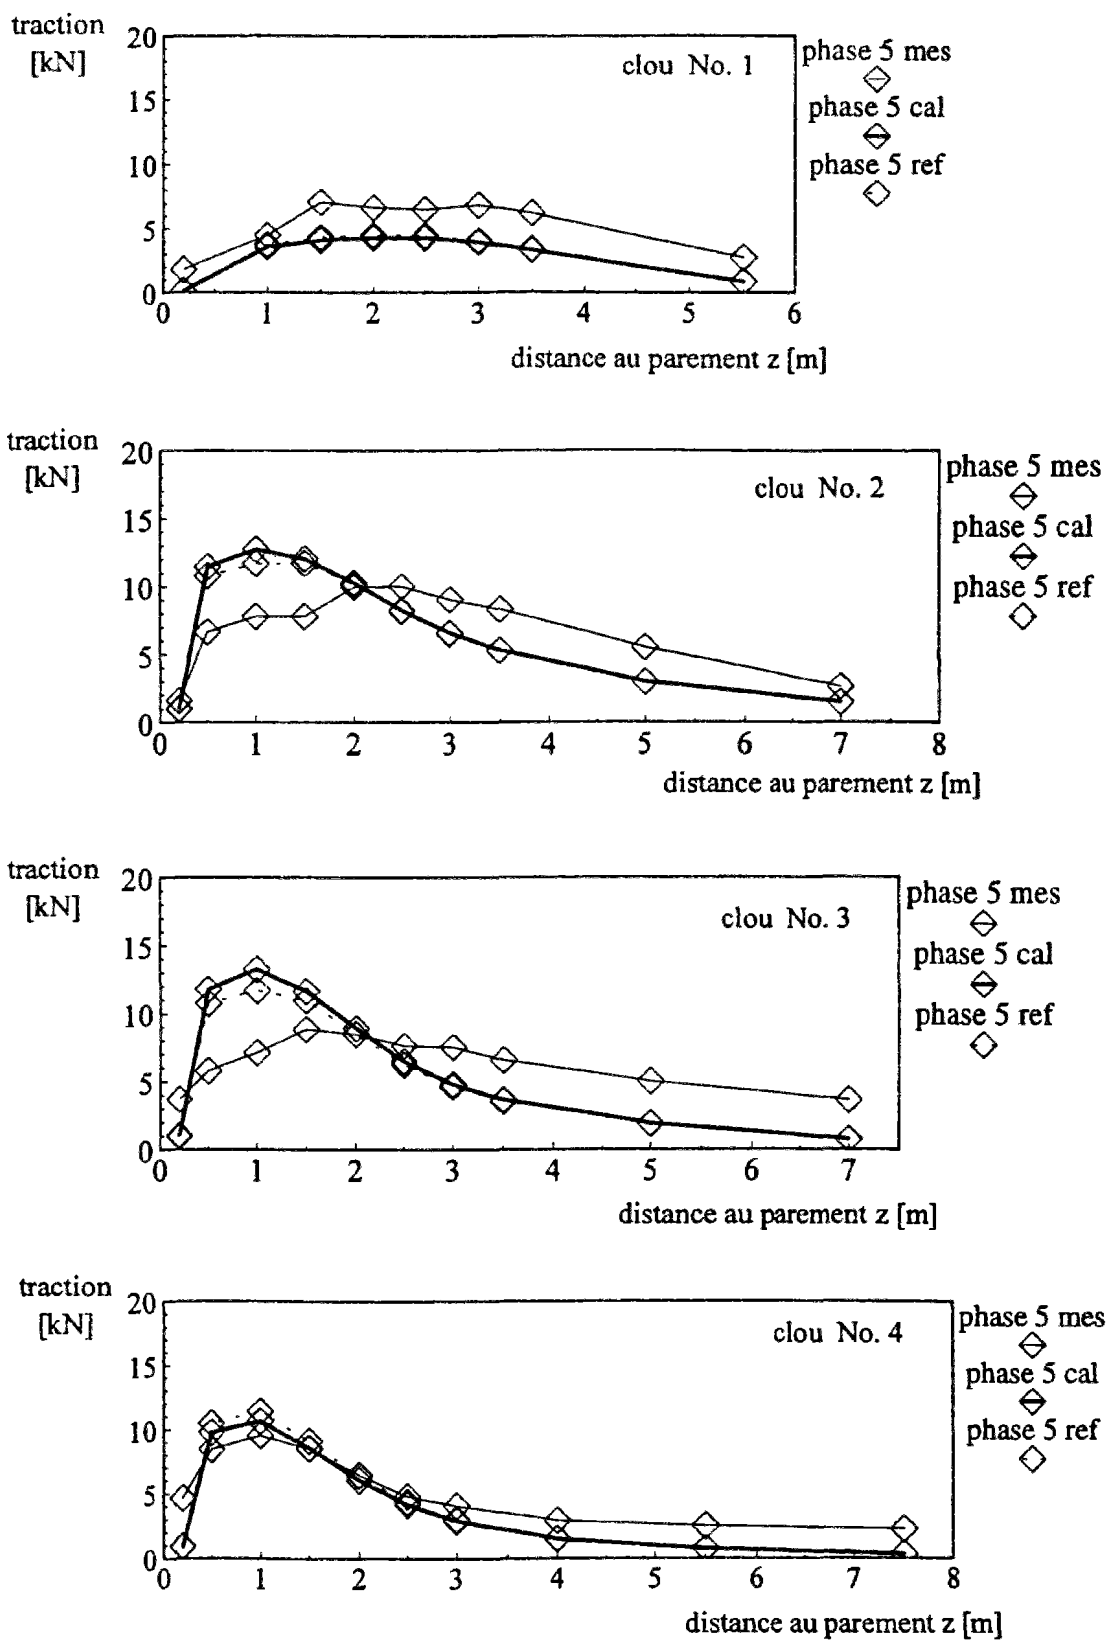 traction
[kN]
20
15
10
5
0
clou No. 1
phase 5 mes
phase 5 cal
phase 5 ref
0 1 2 3 4 5 6
distance au parement z [m]
traction
[kN]
20
15
10
5
0
clou No. 2
phase 5 mes
phase 5 cal
phase 5 ref
0 1 2 3 4 5 6 7 8
distance au parement z [m]
traction
[kN]
20
15
10
5
0
clou No. 3
phase 5 mes
phase 5 cal
phase 5 ref
0 1 2 3 4 5 6 7
distance au parement z [m]
traction
[kN]
20
15
10
5
0
clou No. 4
phase 5 mes
phase 5 cal
phase 5 ref
0 1 2 3 4 5 6 7 8
distance au parement z [m]